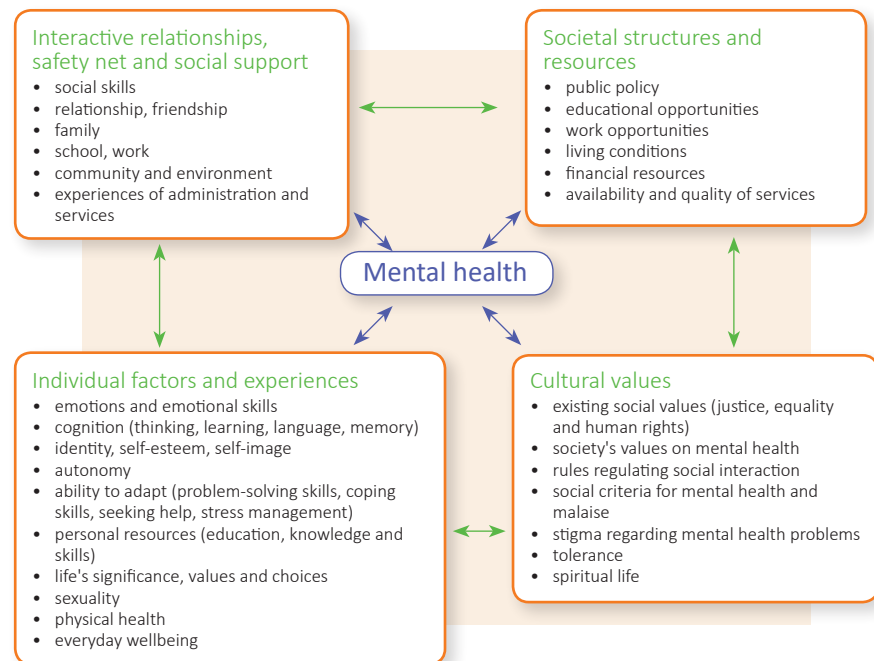 Interactive relationships,
safety net and social support
• social skills
• relationship, friendship
• family
• school, work
• community and environment
• experiences of administration and
services
Societal structures and
resources
• public policy
• educational opportunities
• work opportunities
• living conditions
• financial resources
• availability and quality of services
Mental health
Individual factors and experiences
• emotions and emotional skills
• cognition (thinking, learning, language, memory)
• identity, self-esteem, self-image
• autonomy
• ability to adapt (problem-solving skills, coping
skills, seeking help, stress management)
• personal resources (education, knowledge and
skills)
• life's significance, values and choices
• sexuality
• physical health
• everyday wellbeing
Cultural values
• existing social values (justice, equality
and human rights)
• society's values on mental health
• rules regulating social interaction
• social criteria for mental health and
malaise
• stigma regarding mental health problems
• tolerance
• spiritual life